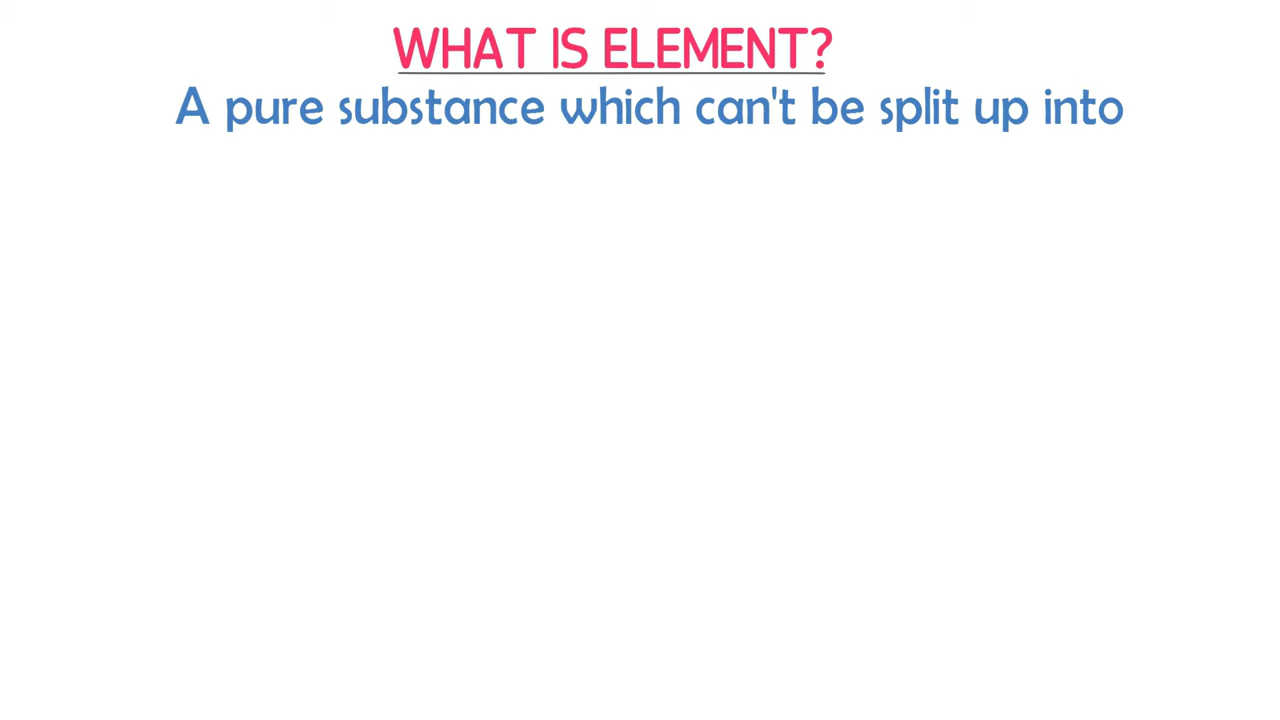 WHAT IS ELEMENT?
A pure substance which can't be split up into